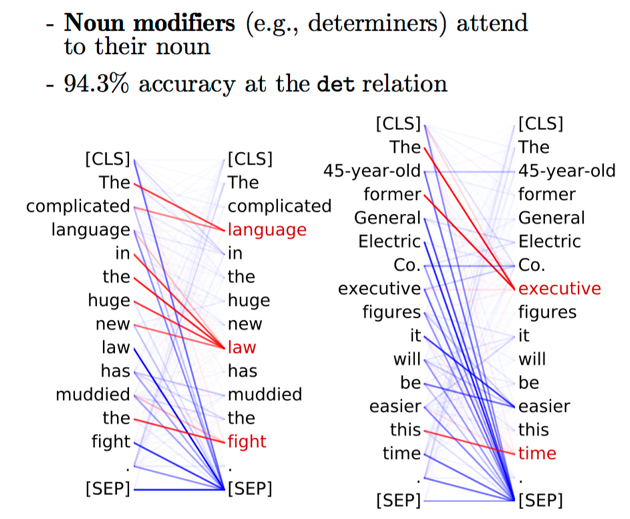 - Noun modifiers (e.g., determiners) attend
to their noun
- 94.3% accuracy at the det relation
[CLS]
The
complicated
language
in
the
huge
new
law
has
muddied
the
fight
.
[SEP]
[CLS]
The
complicated
language
in
the
huge
new
law
has
muddied
the
fight
.
[SEP]
[CLS]
The
45-year-old
former
General
Electric
Co.
executive
figures
it
will
be
easier
this
time
.
[SEP]
[CLS]
The
45-year-old
former
General
Electric
Co.
executive
figures
it
will
be
easier
this
time
.
[SEP]